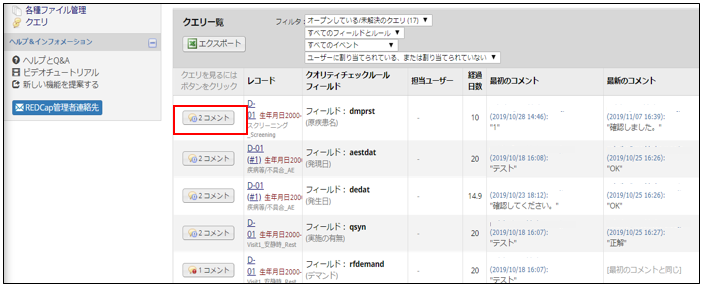 各種ファイル管理
クエリ
ヘルプ＆インフォメーション
ヘルプとQ&A
ビデオチュートリアル
新しい機能を提案する
REDCap管理者連絡先
クエリ一覧
エクスポート
フィルタ：
オープンしている/未解決のクエリ (17)
すべてのフィールドとルール
すべてのイベント
ユーザーに割り当てられている、または割り当てられていない
クエリを見るには
ボタンをクリック
レコード
クオリティチェックルール
フィールド
担当ユーザー
経過
日数
最初のコメント
最新のコメント
2 コメント
D-
01 生年月日2000-
スクリーニング
_Screening
フィールド： dmprst
(原疾患名)
-
10
(2019/10/28 14:46):
"1"
(2019/11/07 16:39):
"確認しました。"
2 コメント
D-01
(#1) 生年月日2000-
疾病等/不具合_AE
フィールド： aestdat
(発現日)
-
20
(2019/10/18 16:08):
"テスト"
(2019/10/25 16:26):
"OK"
2 コメント
D-01
(#1) 生年月日2000-
疾病等/不具合_AE
フィールド： dedat
(発生日)
-
14.9
(2019/10/23 18:12):
"確認してください。"
(2019/10/25 16:26):
"OK"
2 コメント
D-
01 生年月日2000-
Visit1_安静時_Rest
フィールド： qsyn
(実施の有無)
-
20
(2019/10/18 16:07):
"テスト"
(2019/10/25 16:27):
"正解"
1 コメント
D-
01 生年月日2000-
フィールド： rfdemand
(デマンド)
-
20
(2019/10/18 16:07):
"テスト"
[最初のコメントと同じ]